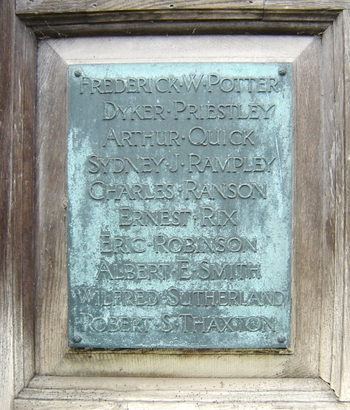 FREDERICK·W·POTTER
DYKER·PRIESTLEY
ARTHUR·QUICK
SYDNEY·J·RAMPLEY
CHARLES·RANSON
ERNEST·RIX
ERIC·ROBINSON
ALBERT·E·SMITH
WILFRED·SUTHERLAND
ROBERT·S·THAXTON